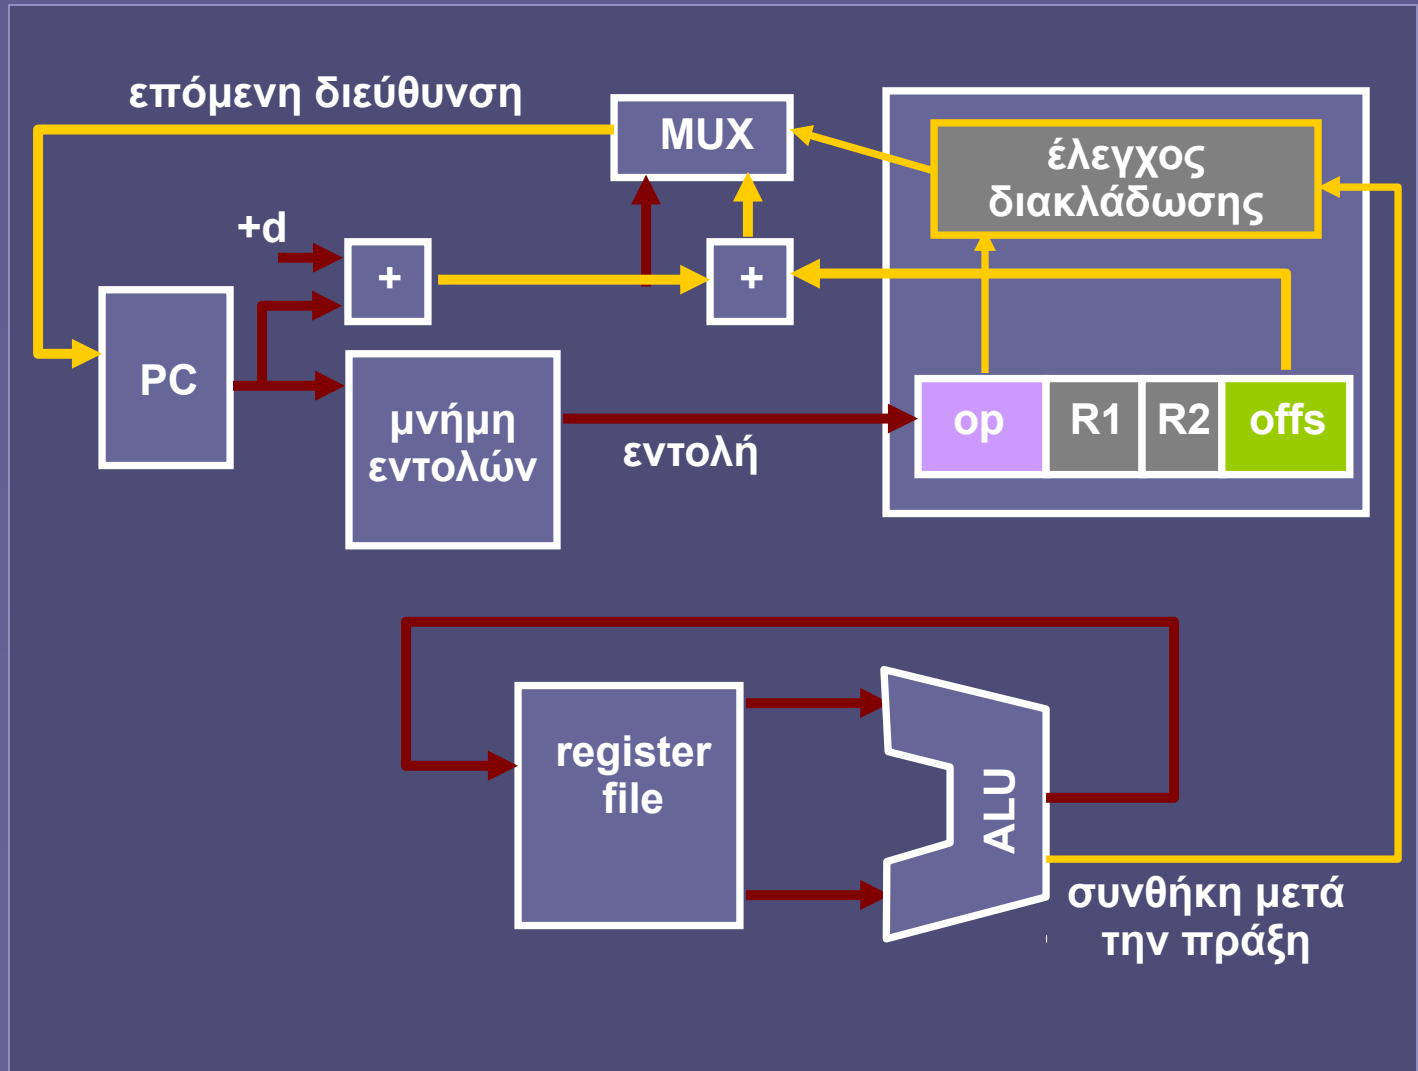 επόμενη διεύθυνση
MUX
έλεγχος
διακλάδωσης
+d
+
+
PC
μνήμη
εντολών
εντολή
op R1 R2 offs
register
file
ALU
συνθήκη μετά
την πράξη